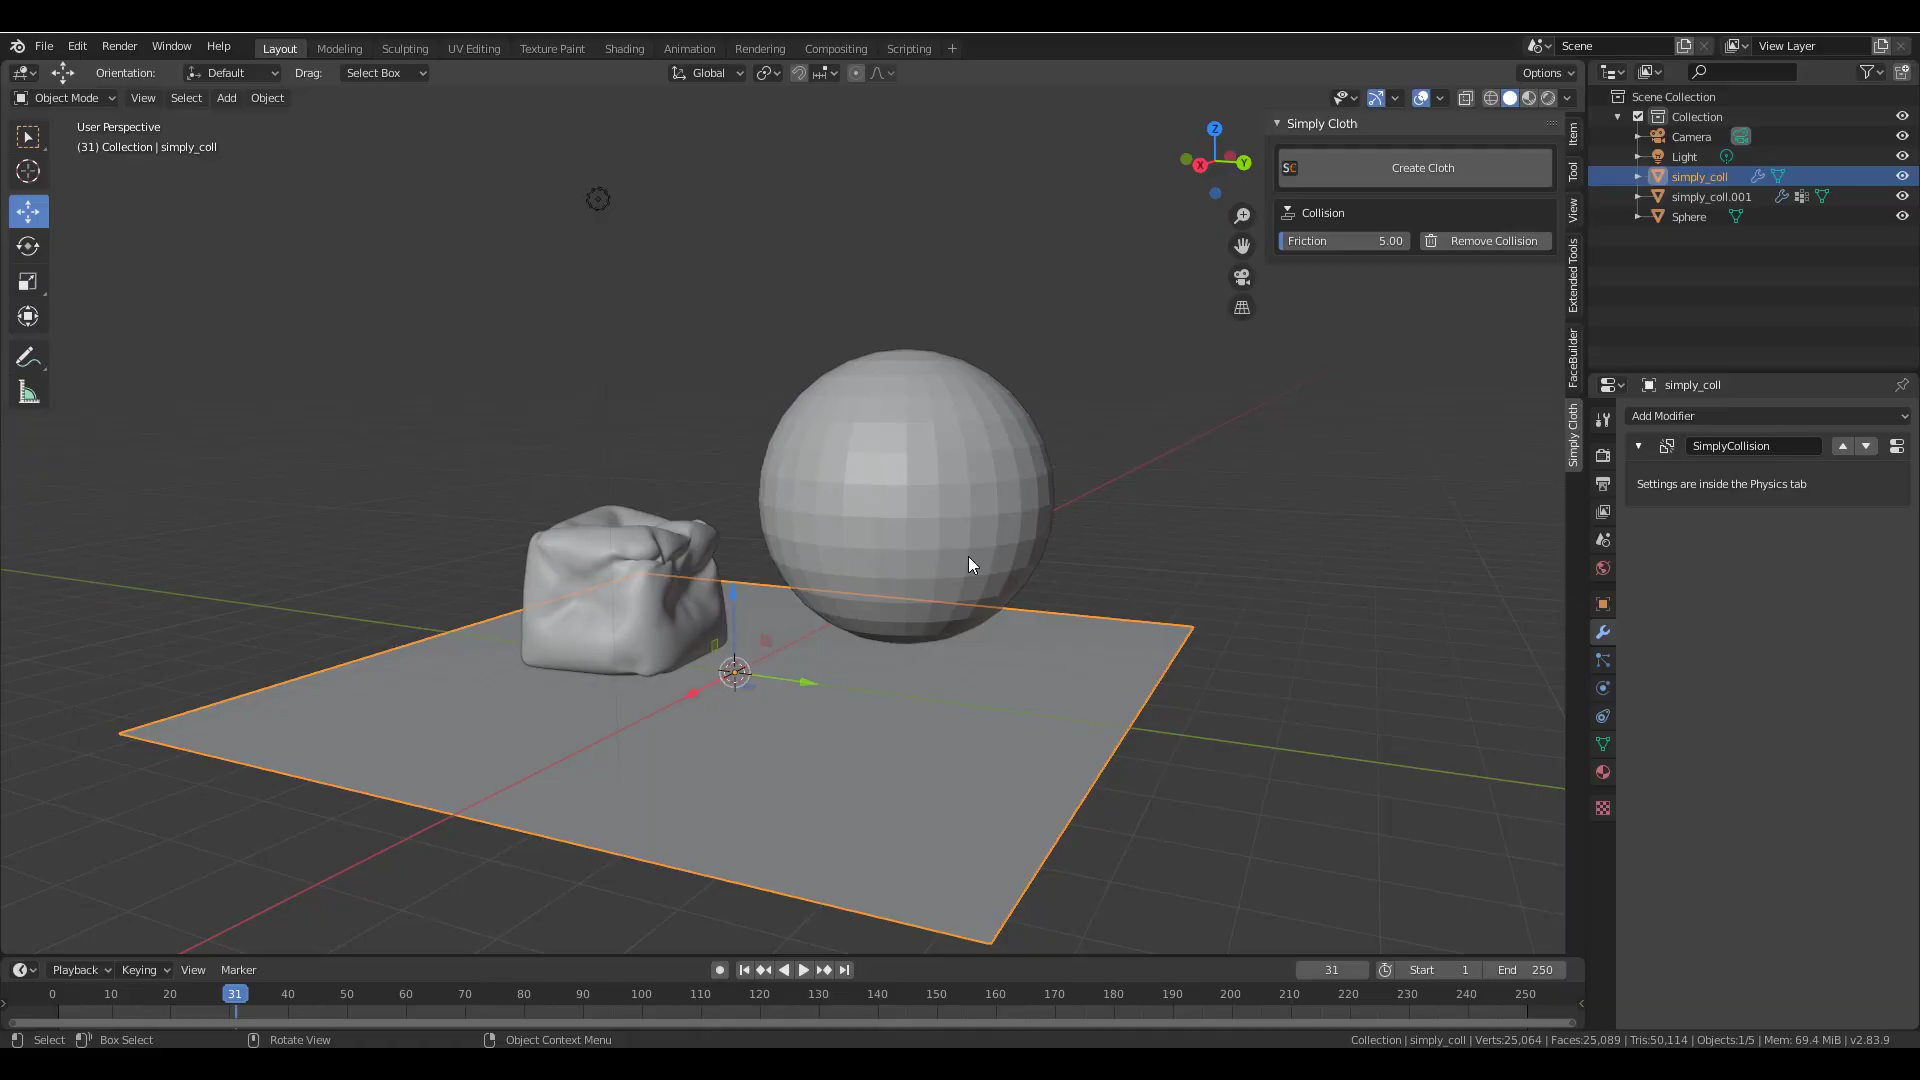 File Edit Render Window Help Layout Modeling Sculpting UV Editing Texture Paint Shading Animation Rendering Compositing Scripting + Scene View Layer
Orientation: Default Drag: Select Box Global Options
Object Mode View Select Add Object
User Perspective
(31) Collection | simply_coll
Z
X
Y
Simply Cloth
SC Create Cloth
Collision
Friction 5.00 Remove Collision
Item
Tool
View
Extended Tools
FaceBuilder
Simply Cloth
Scene Collection
Collection
Camera
Light
simply_coll
simply_coll.001
Sphere
simply_coll
Add Modifier
SimplyCollision
Settings are inside the Physics tab
Playback Keying View Marker 31 Start 1 End 250
0 10 20 31 40 50 60 70 80 90 100 110 120 130 140 150 160 170 180 190 200 210 220 230 240 250
Select Box Select Rotate View Object Context Menu Collection | simply_coll | Verts:25,064 | Faces:25,089 | Tris:50,114 | Objects:1/5 | Mem: 69.4 MiB | v2.83.9